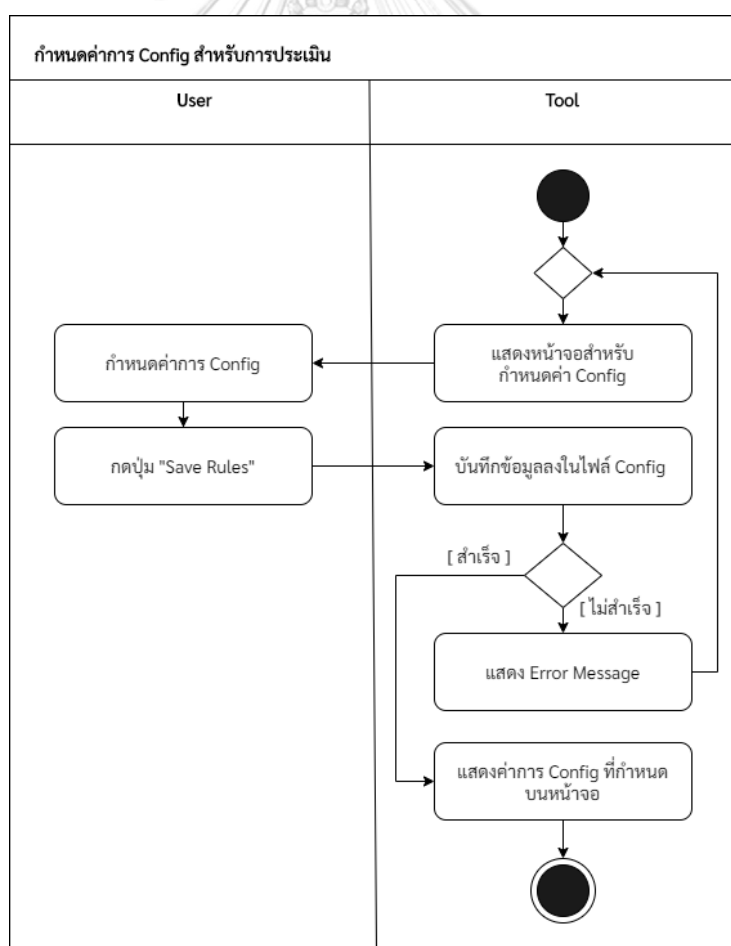 กำหนดค่าการ Config สำหรับการประเมิน
User
Tool
แสดงหน้าจอสำหรับ
กำหนดค่า Config
กำหนดค่าการ Config
กดปุ่ม "Save Rules"
บันทึกข้อมูลลงในไฟล์ Config
[ สำเร็จ ]
[ ไม่สำเร็จ ]
แสดง Error Message
แสดงค่าการ Config ที่กำหนด
บนหน้าจอ